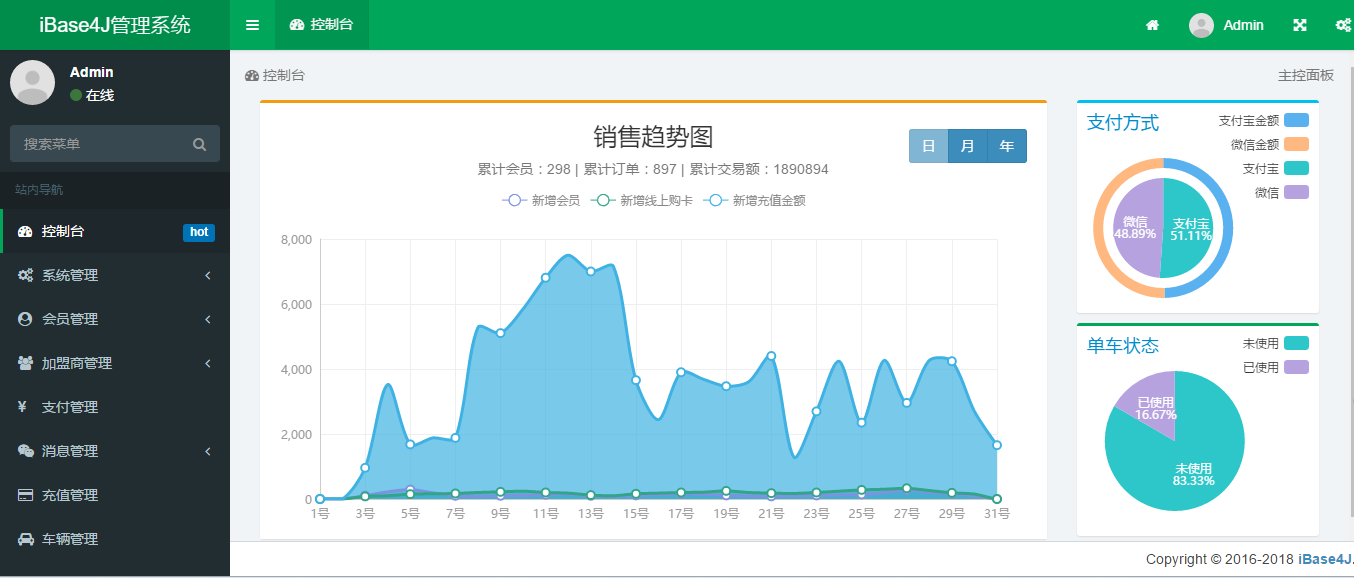 iBase4J管理系统
控制台
Admin
Admin
在线
搜索菜单
站内导航
控制台 hot
系统管理
会员管理
加盟商管理
¥ 支付管理
消息管理
充值管理
车辆管理
控制台
主控面板
销售趋势图
日 月 年
累计会员：298 | 累计订单：897 | 累计交易额：1890894
新增会员 新增线上购卡 新增充值金额
8,000
6,000
4,000
2,000
0
1号 3号 5号 7号 9号 11号 13号 15号 17号 19号 21号 23号 25号 27号 29号 31号
支付方式
支付宝金额
微信金额
支付宝
微信
微信
48.89%
支付宝
51.11%
单车状态
未使用
已使用
已使用
16.67%
未使用
83.33%
Copyright © 2016-2018 iBase4J.